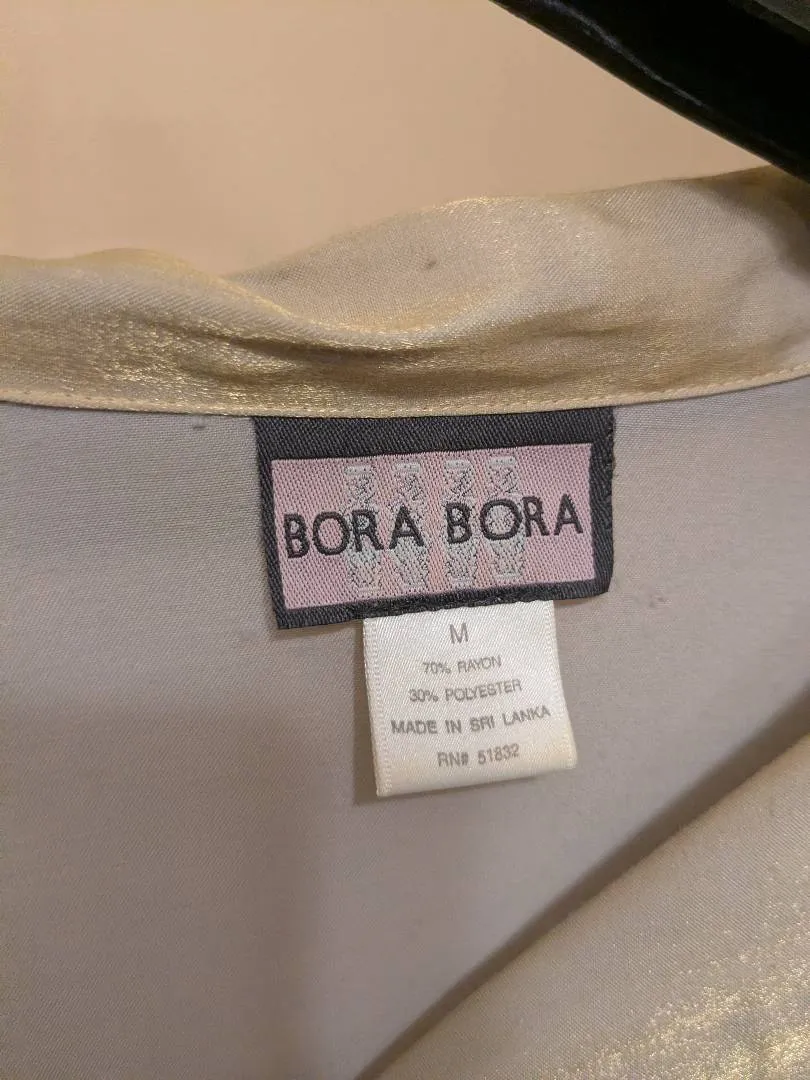 BORA BORA
M
70% RAYON
30% POLYESTER
MADE IN SRI LANKA
RN# 51832